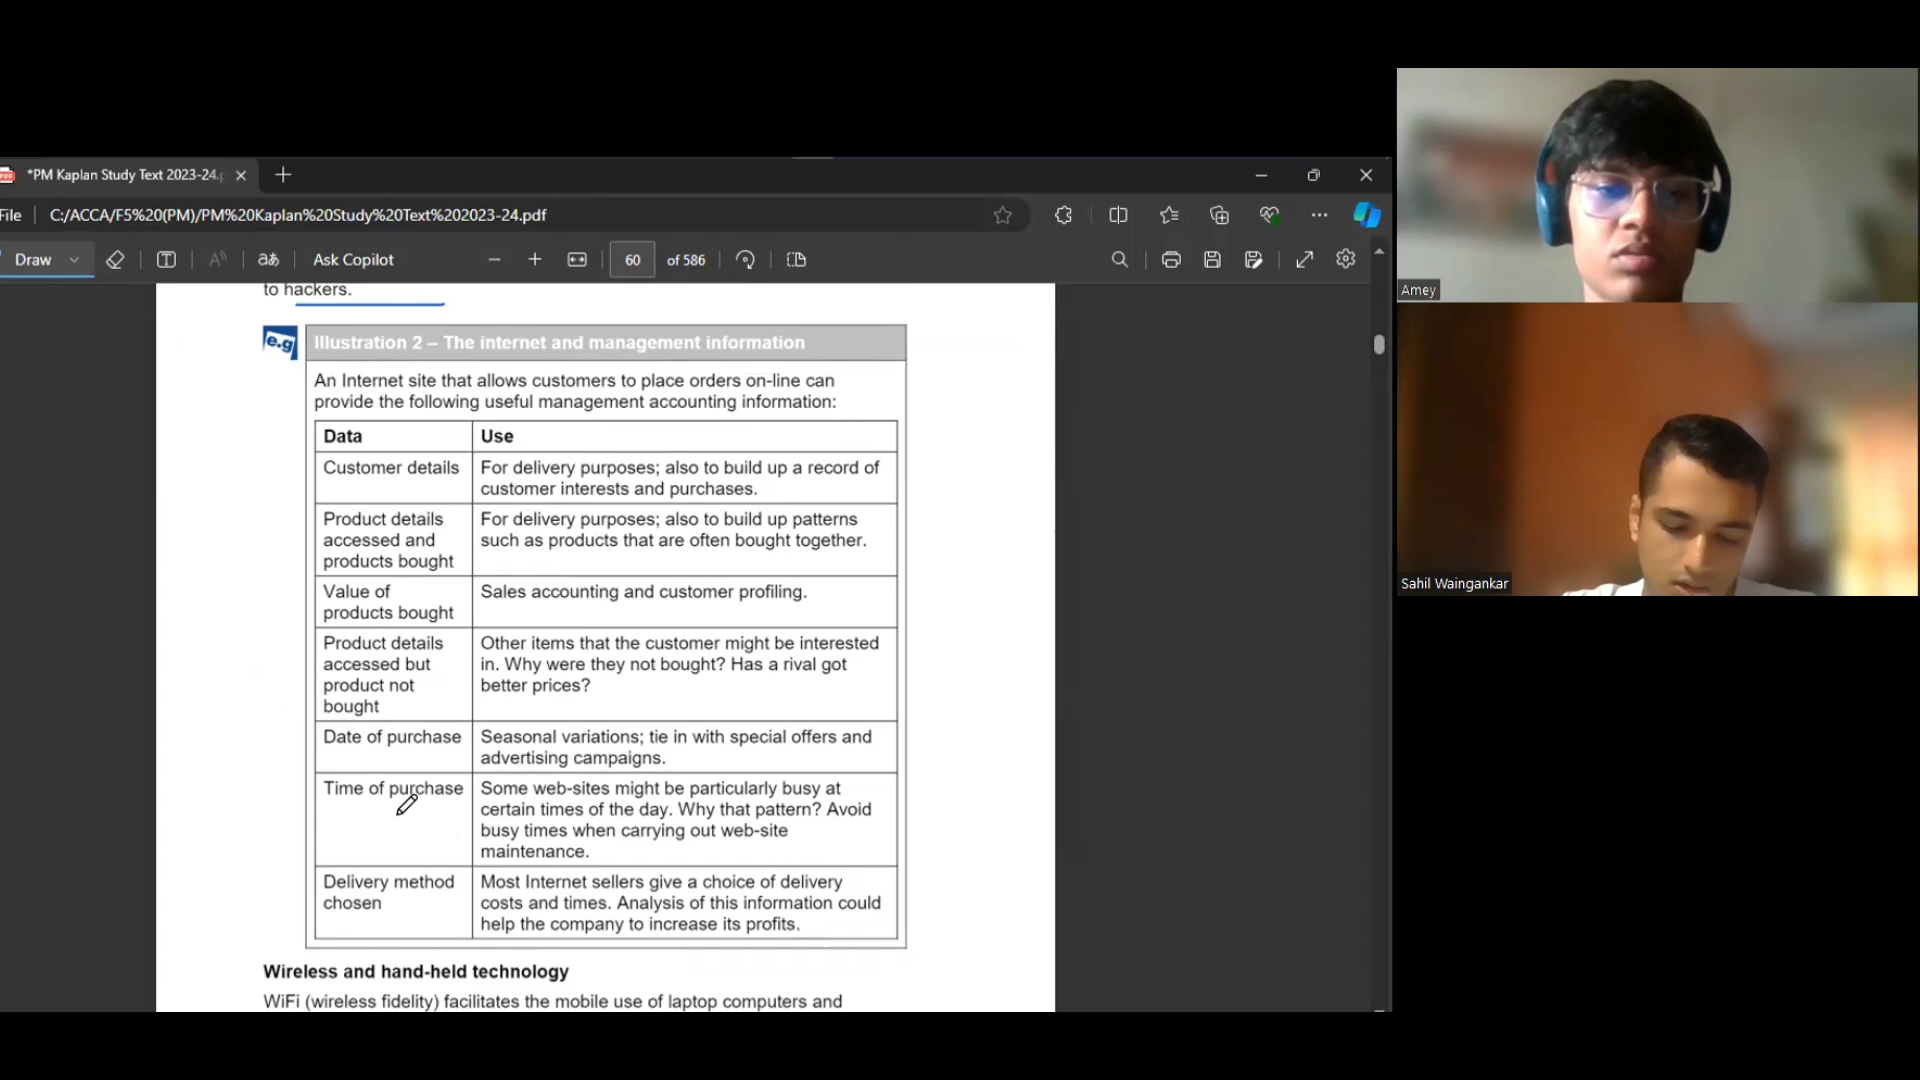 *PM Kaplan Study Text 2023-24.p
File
C:/ACCA/F5%20(PM)/PM%20Kaplan%20Study%20Text%202023-24.pdf
Draw
aあ
Ask Copilot
60
of 586
to hackers.
e.g
Illustration 2 – The internet and management information
An Internet site that allows customers to place orders on-line can
provide the following useful management accounting information:
Data
Use
Customer details
For delivery purposes; also to build up a record of
customer interests and purchases.
Product details
accessed and
products bought
For delivery purposes; also to build up patterns
such as products that are often bought together.
Value of
products bought
Sales accounting and customer profiling.
Product details
accessed but
product not
bought
Other items that the customer might be interested
in. Why were they not bought? Has a rival got
better prices?
Date of purchase
Seasonal variations; tie in with special offers and
advertising campaigns.
Time of purchase
Some web-sites might be particularly busy at
certain times of the day. Why that pattern? Avoid
busy times when carrying out web-site
maintenance.
Delivery method
chosen
Most Internet sellers give a choice of delivery
costs and times. Analysis of this information could
help the company to increase its profits.
Wireless and hand-held technology
WiFi (wireless fidelity) facilitates the mobile use of laptop computers and
Amey
Sahil Waingankar